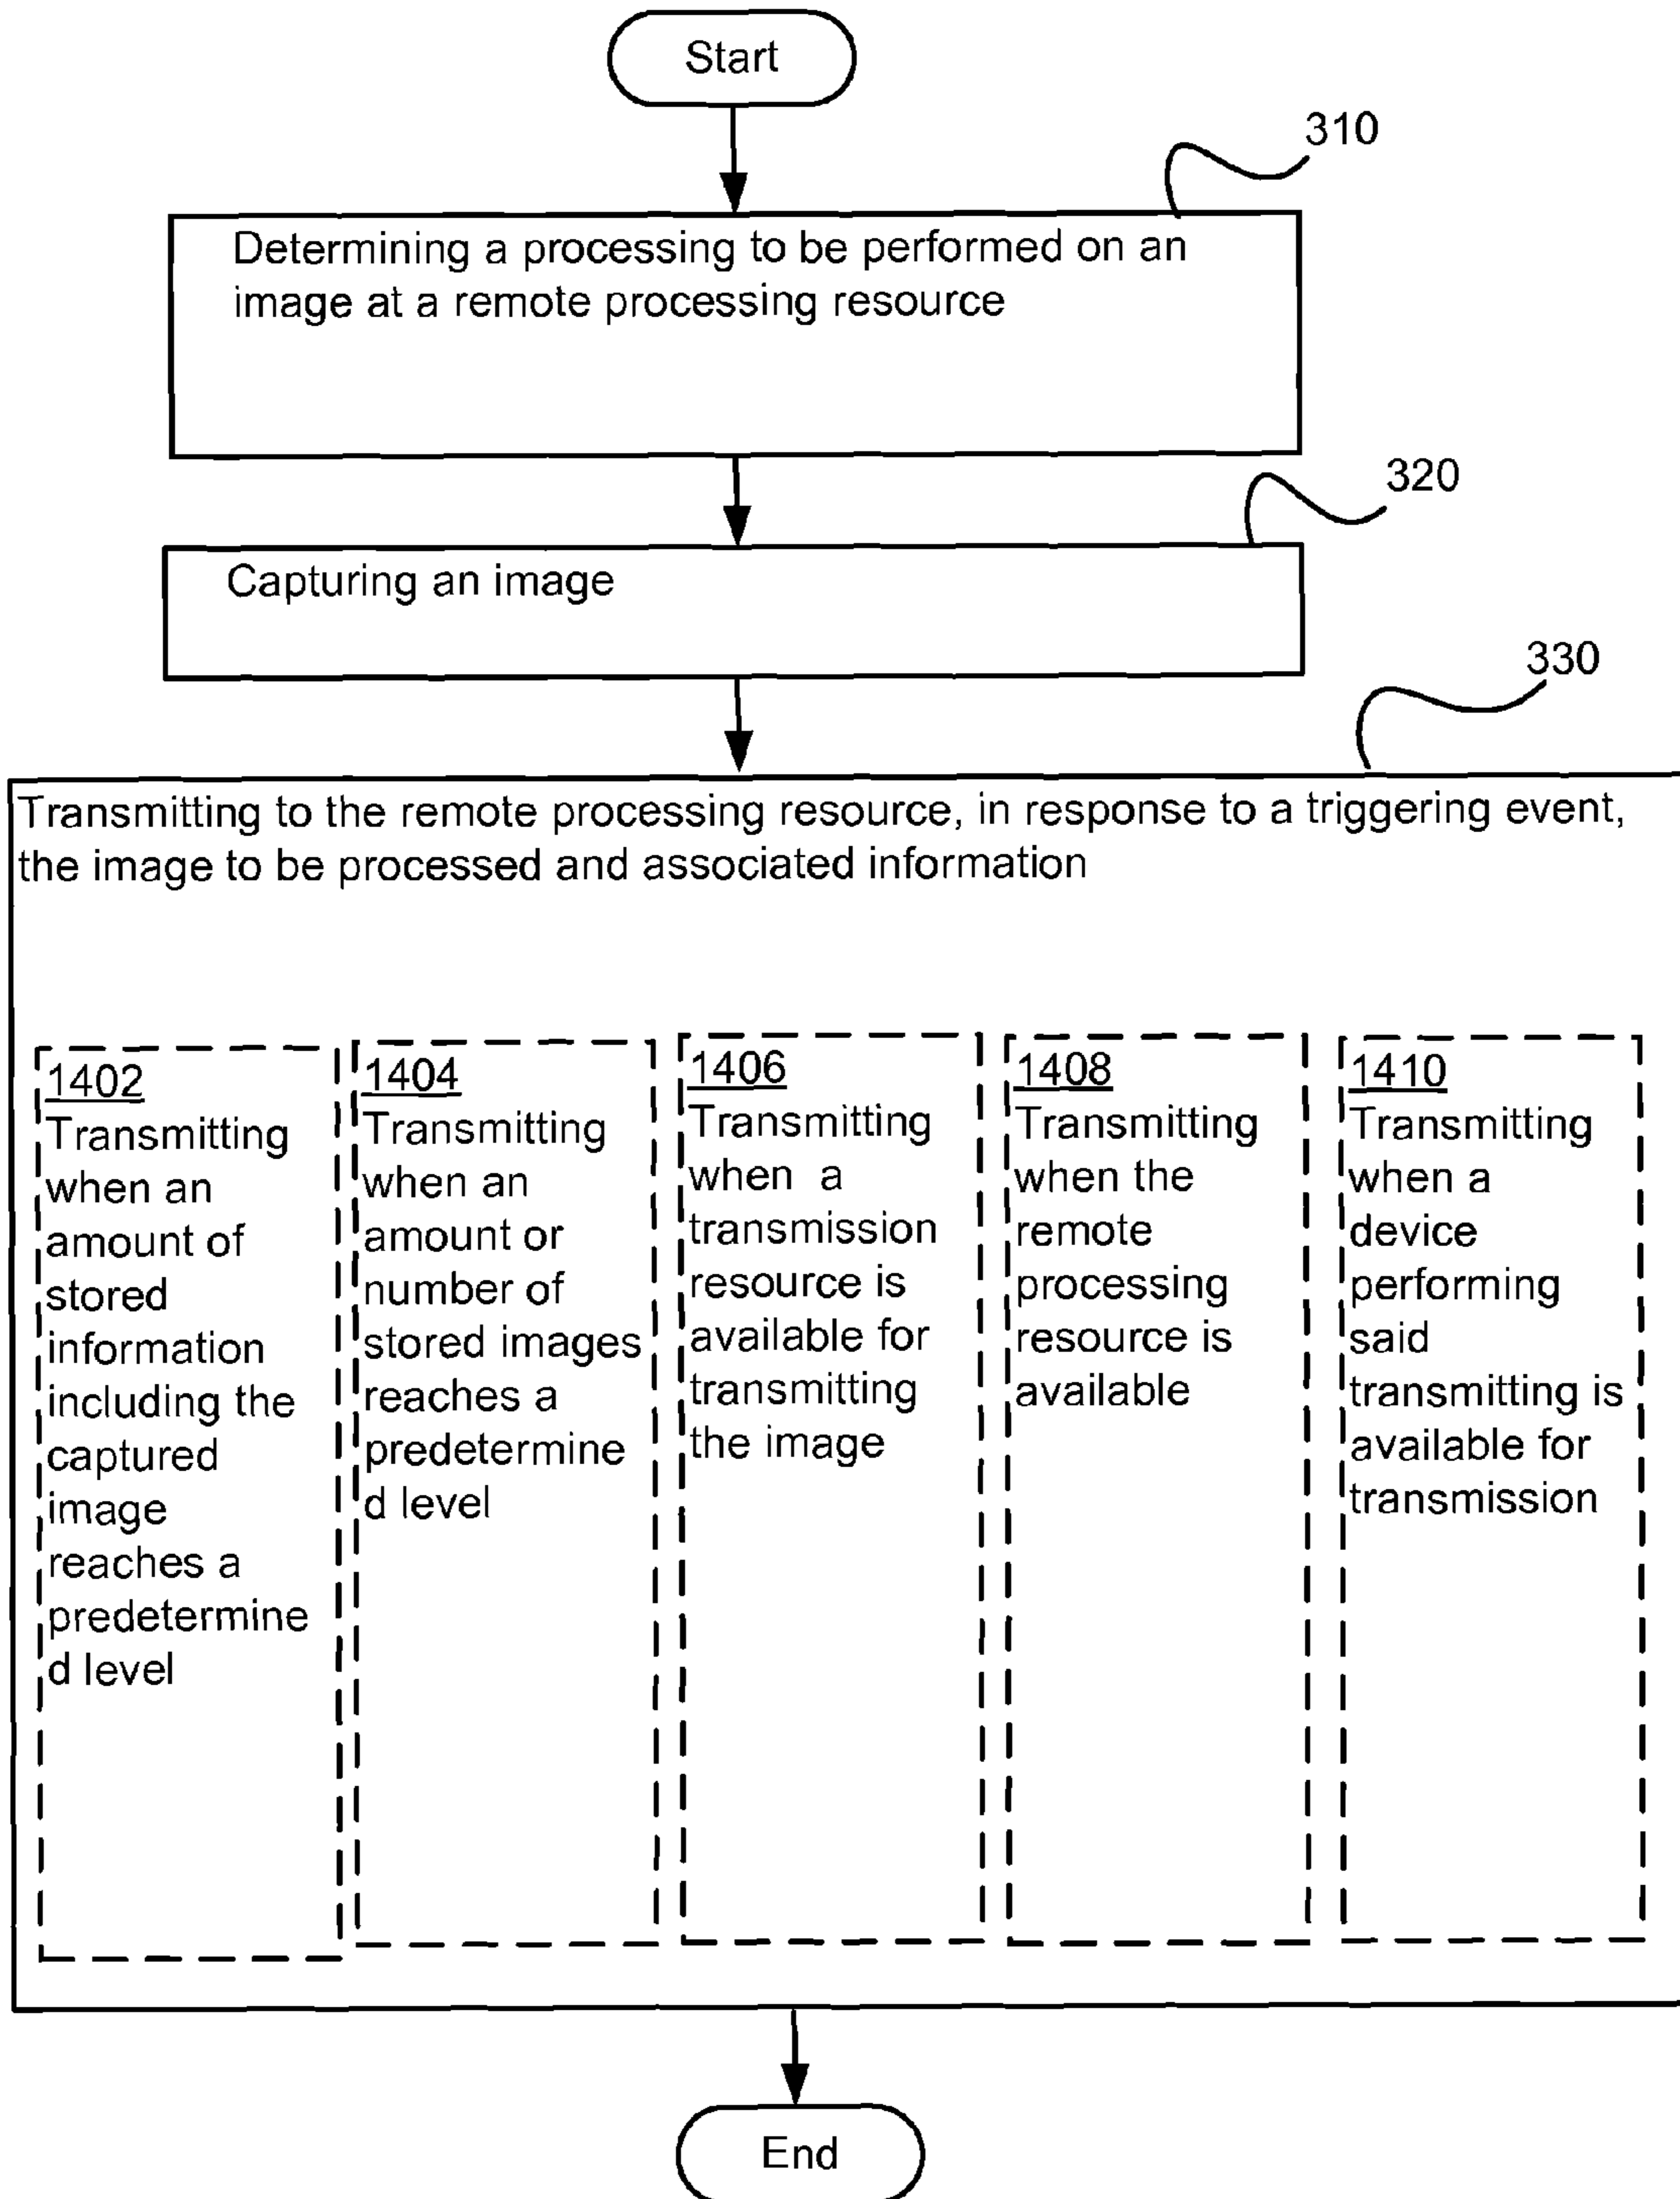 Start
310
Determining a processing to be performed on an
image at a remote processing resource
320
Capturing an image
330
Transmitting to the remote processing resource, in response to a triggering event,
the image to be processed and associated information
1402
Transmitting
when an
amount of
stored
information
including the
captured
image
reaches a
predetermine
d level
1404
Transmitting
when an
amount or
number of
stored images
reaches a
predetermine
d level
1406
Transmitting
when a
transmission
resource is
available for
transmitting
the image
1408
Transmitting
when the
remote
processing
resource is
available
1410
Transmitting
when a
device
performing
said
transmitting is
available for
transmission
End